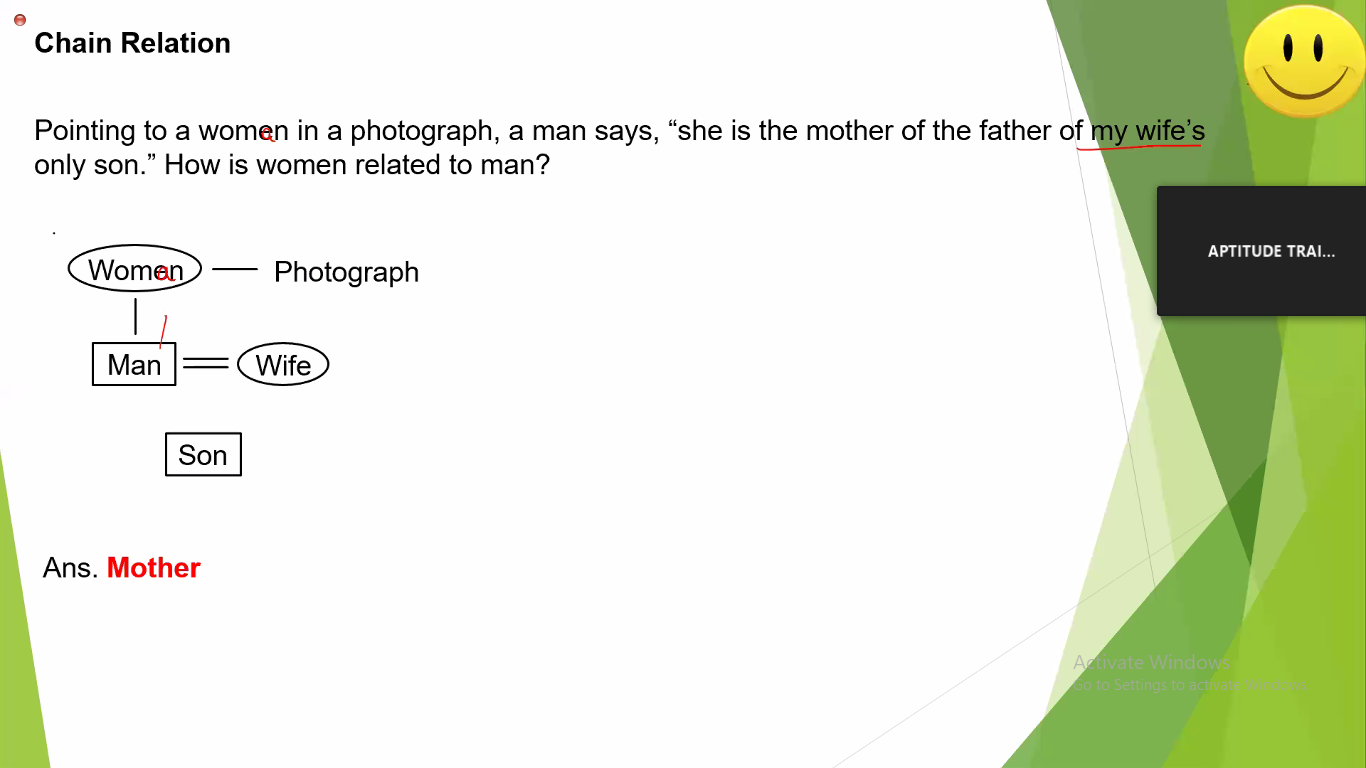 Chain Relation
Pointing to a women in a photograph, a man says, “she is the mother of the father of my wife’s
only son.” How is women related to man?
a
APTITUDE TRAI...
Women
a
Photograph
Man
Wife
Son
Ans. Mother
Activate Windows
Go to Settings to activate Windows.